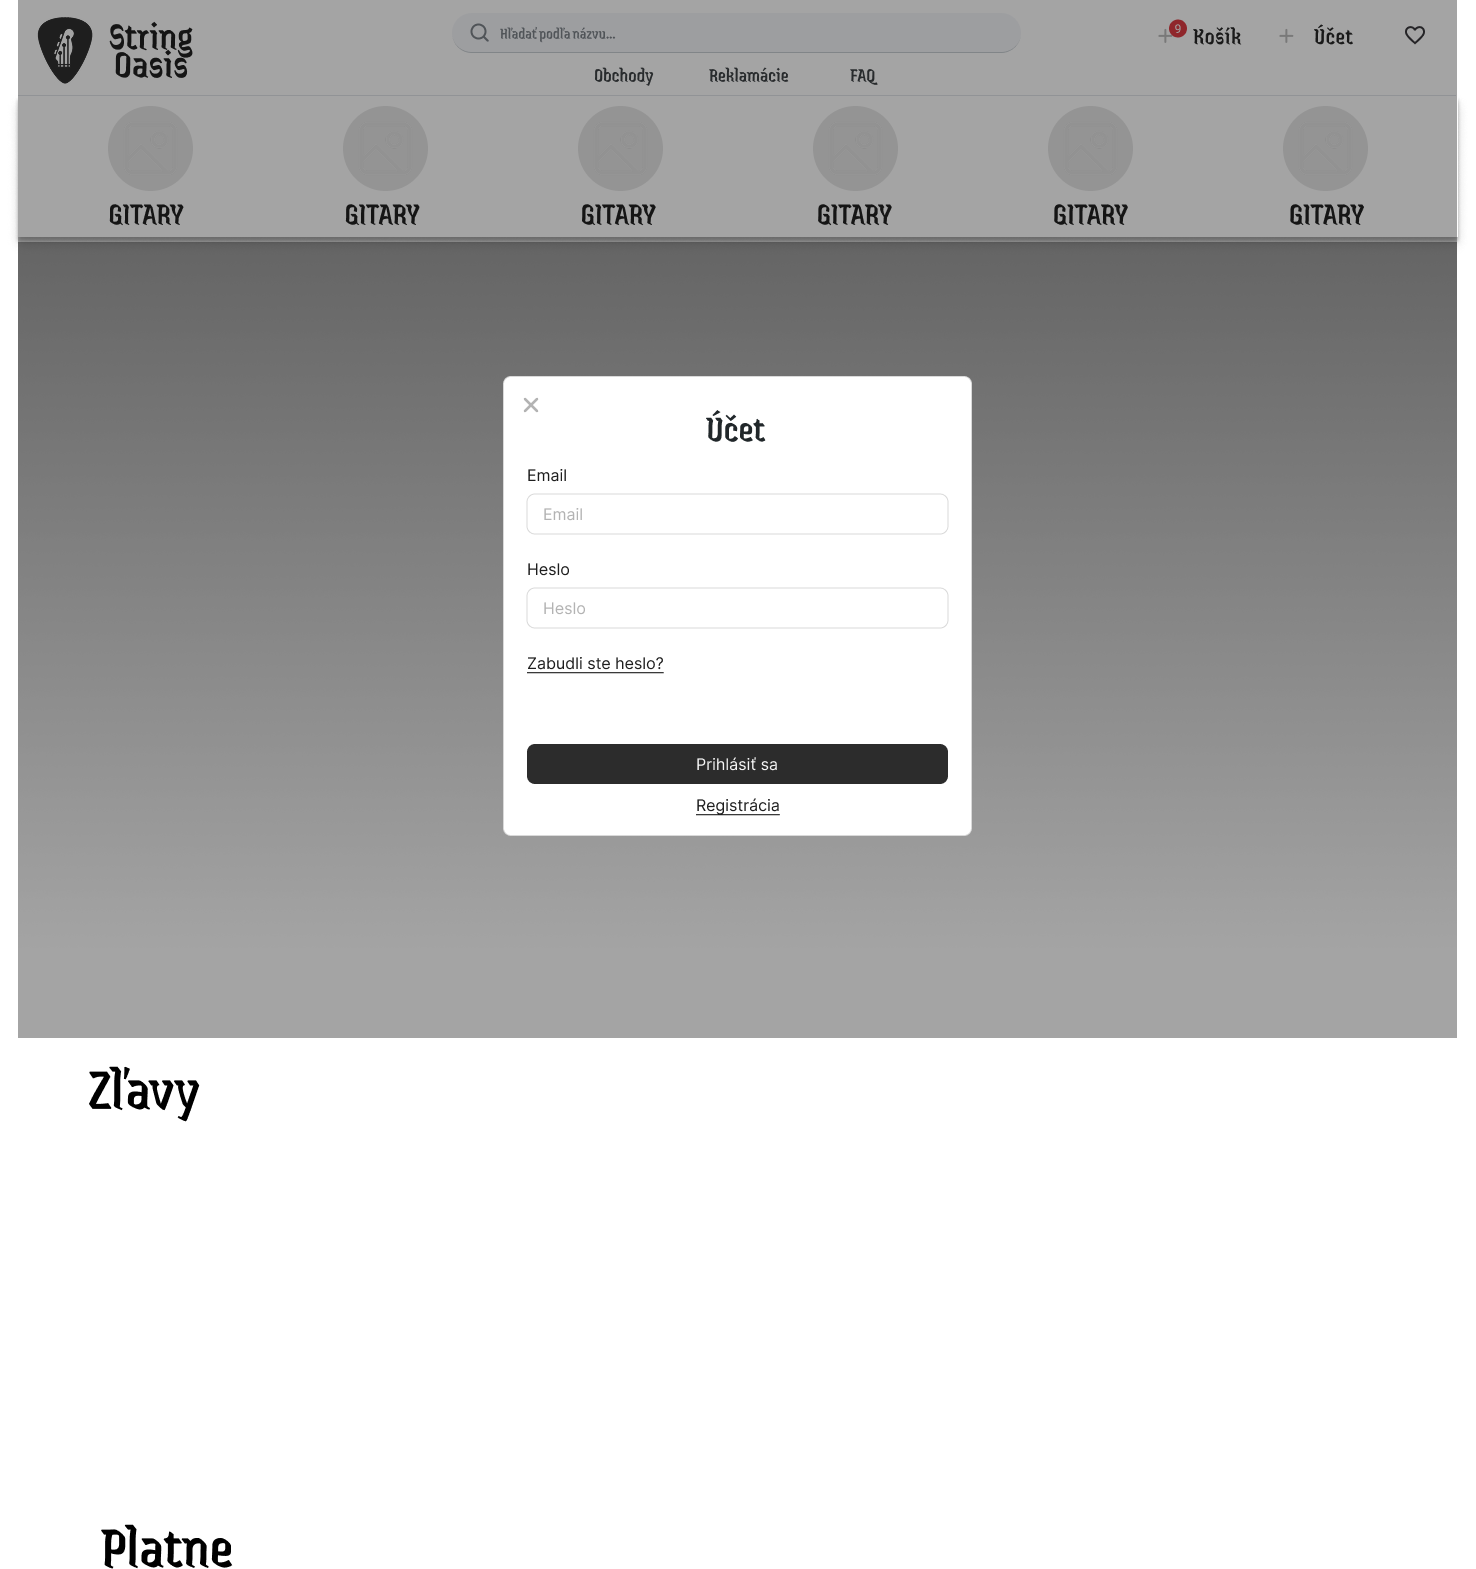 String
Oasis
Hľadať podľa názvu...
9
Košík
Účet
Obchody
Reklamácie
FAQ
GITARY
GITARY
GITARY
GITARY
GITARY
GITARY
Účet
Email
Email
Heslo
Heslo
Zabudli ste heslo?
Prihlásiť sa
Registrácia
Zľavy
Platne